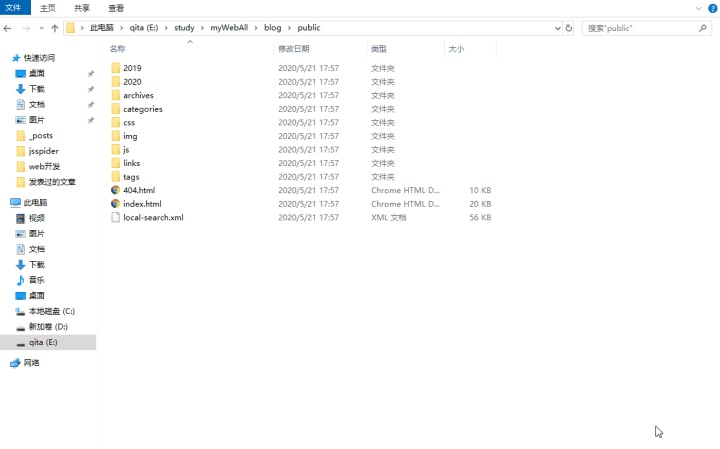 文件 主页 共享 查看
此电脑 > qita (E:) > study > myWebAll > blog > public
搜索"public"
名称 修改日期 类型 大小
快速访问
桌面
下载
文档
图片
_posts
jsspider
web开发
发表过的文章
此电脑
视频
图片
文档
下载
音乐
桌面
本地磁盘 (C:)
新加卷 (D:)
qita (E:)
网络
2019 2020/5/21 17:57 文件夹
2020 2020/5/21 17:57 文件夹
archives 2020/5/21 17:57 文件夹
categories 2020/5/21 17:57 文件夹
css 2020/5/21 17:57 文件夹
img 2020/5/21 17:57 文件夹
js 2020/5/21 17:57 文件夹
links 2020/5/21 17:57 文件夹
tags 2020/5/21 17:57 文件夹
404.html 2020/5/21 17:57 Chrome HTML D... 10 KB
index.html 2020/5/21 17:57 Chrome HTML D... 20 KB
local-search.xml 2020/5/21 17:57 XML 文档 56 KB